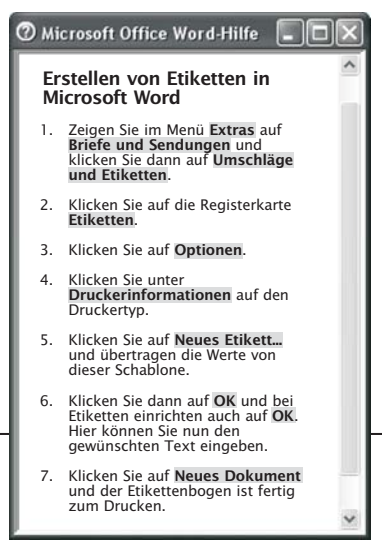 Microsoft Office Word-Hilfe
Erstellen von Etiketten in
Microsoft Word
1. Zeigen Sie im Menü Extras auf
Briefe und Sendungen und
klicken Sie dann auf Umschläge
und Etiketten.
2. Klicken Sie auf die Registerkarte
Etiketten.
3. Klicken Sie auf Optionen.
4. Klicken Sie unter
Druckerinformationen auf den
Druckertyp.
5. Klicken Sie auf Neues Etikett...
und übertragen die Werte von
dieser Schablone.
6. Klicken Sie dann auf OK und bei
Etiketten einrichten auch auf OK.
Hier können Sie nun den
gewünschten Text eingeben.
7. Klicken Sie auf Neues Dokument
und der Etikettenbogen ist fertig
zum Drucken.